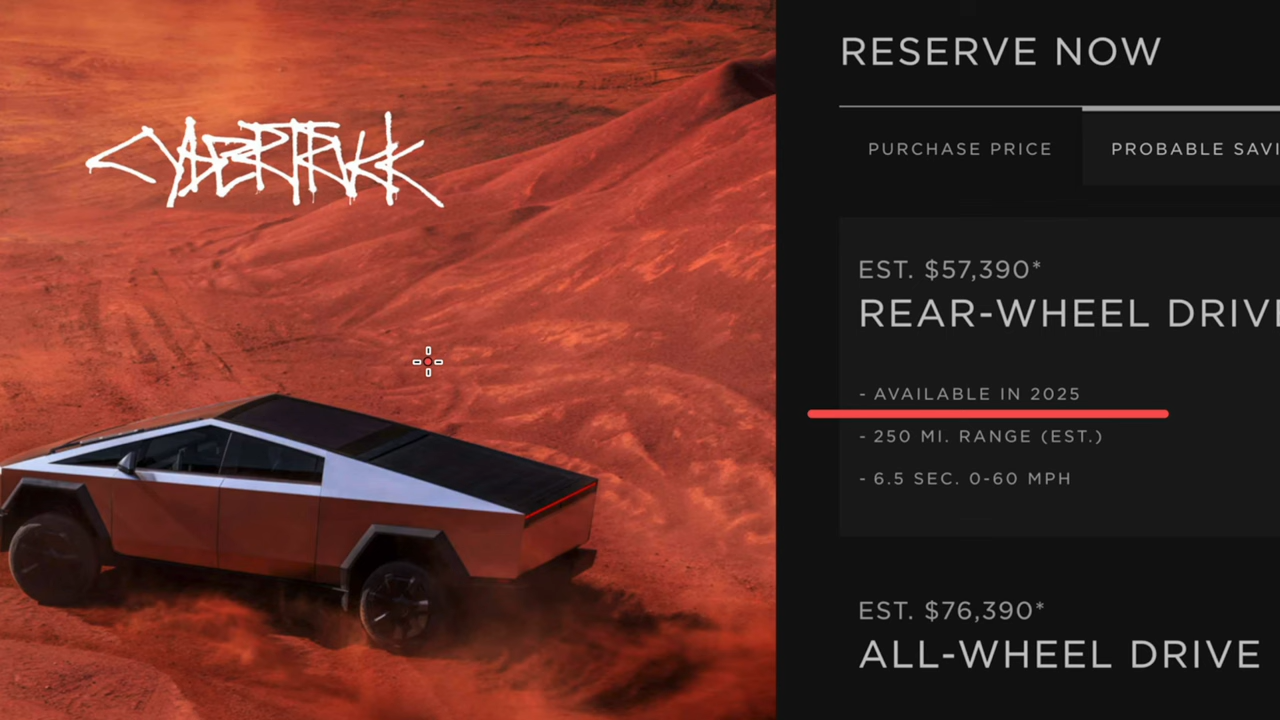 CYBERTRUCK
RESERVE NOW
PURCHASE PRICE
PROBABLE SAVI
EST. $57,390*
REAR-WHEEL DRIVE
- AVAILABLE IN 2025
- 250 MI. RANGE (EST.)
- 6.5 SEC. 0-60 MPH
EST. $76,390*
ALL-WHEEL DRIVE